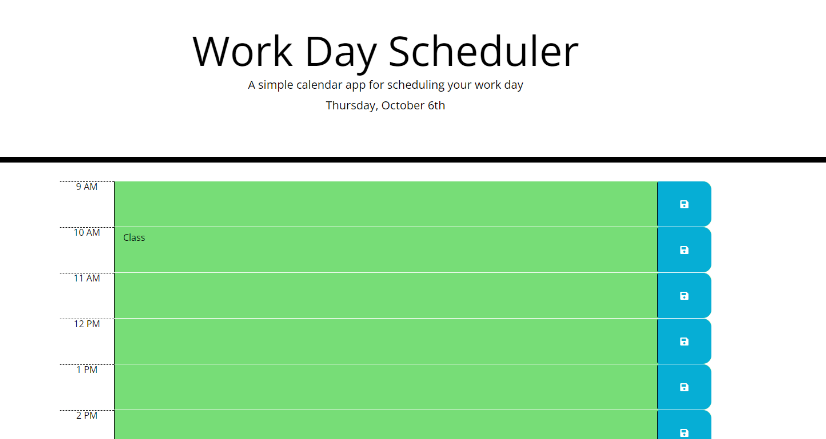 Work Day Scheduler
A simple calendar app for scheduling your work day
Thursday, October 6th
9 AM
10 AM
Class
11 AM
12 PM
1 PM
2 PM